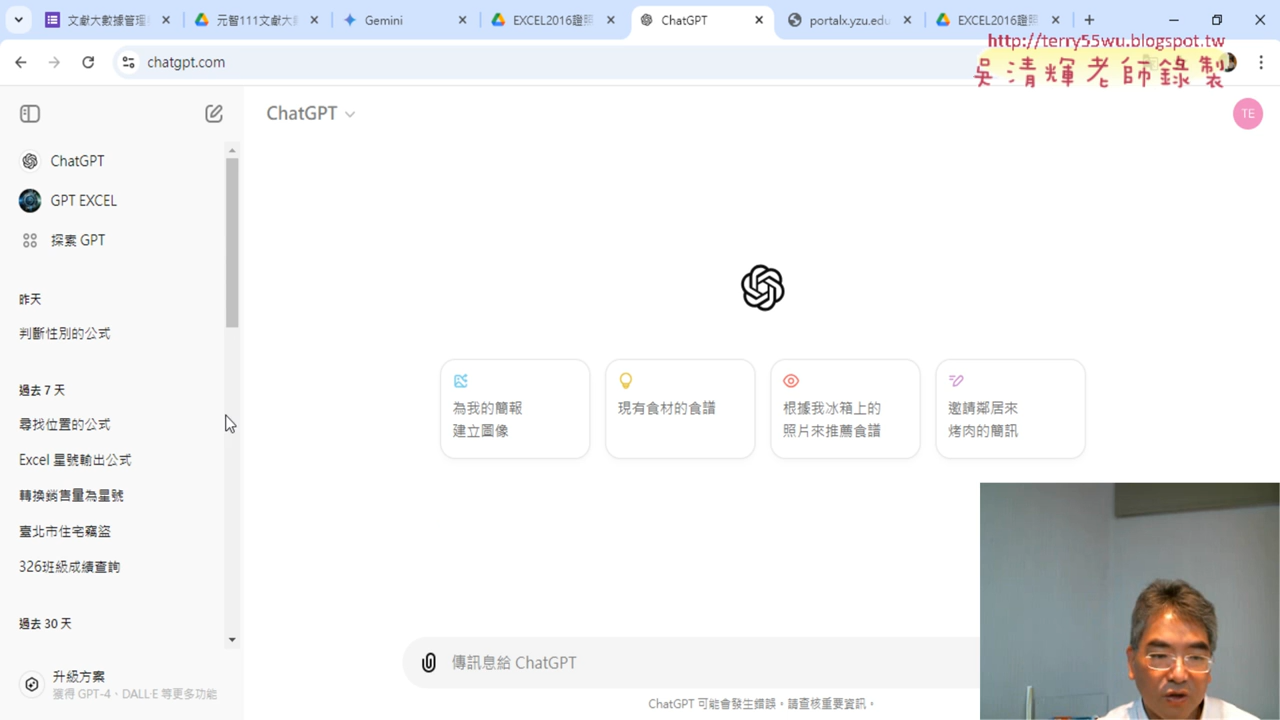 文獻大數據管理
元智111文獻大
Gemini
EXCEL2016證照
ChatGPT
portalx.yzu.edu
EXCEL2016證照
http://terry55wu.blogspot.tw
吳清輝老師錄製
chatgpt.com
ChatGPT
TE
ChatGPT
GPT EXCEL
探索 GPT
昨天
判斷性別的公式
過去 7 天
尋找位置的公式
Excel 星號輸出公式
轉換銷售量為星號
臺北市住宅竊盜
326班級成績查詢
過去 30 天
升級方案
獲得 GPT-4、DALL·E 等更多功能
為我的簡報
建立圖像
現有食材的食譜
根據我冰箱上的
照片來推薦食譜
邀請鄰居來
烤肉的簡訊
傳訊息給 ChatGPT
ChatGPT 可能會發生錯誤。請查核重要資訊。